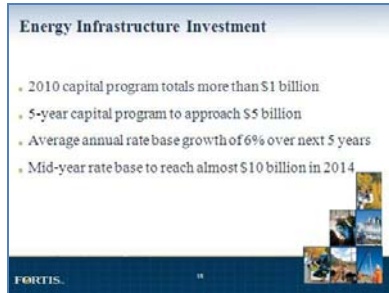 Energy Infrastructure Investment
2010 capital program totals more than $1 billion
5-year capital program to approach $5 billion
Average annual rate base growth of 6% over next 5 years
Mid-year rate base to reach almost $10 billion in 2014
FORTIS